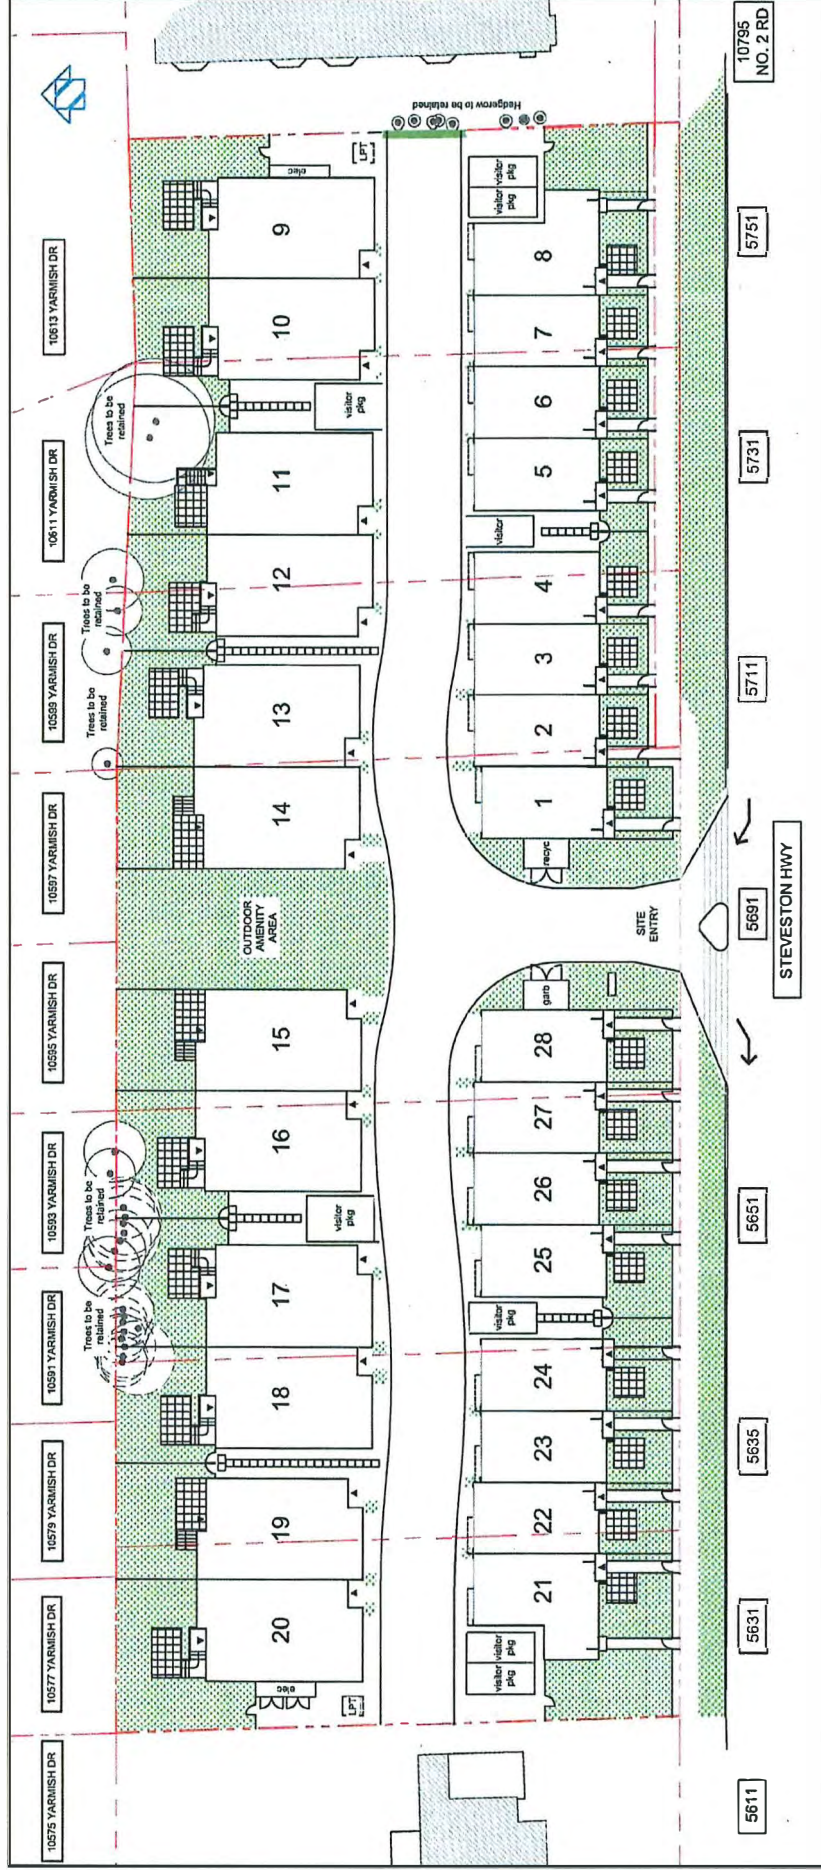 10575 YARMISH DR
10577 YARMISH DR
10579 YARMISH DR
10591 YARMISH DR
10593 YARMISH DR
10595 YARMISH DR
10597 YARMISH DR
10599 YARMISH DR
10611 YARMISH DR
10613 YARMISH DR
Trees to be
retained
Trees to be
retained
Trees to be
retained
Trees to be
retained
Trees to be
retained
20
19
18
17
16
15
OUTDOOR
AMENITY
AREA
14
13
12
11
10
9
elec
elec
LPT
visitor
pkg
visitor
pkg
LPT
Hedgerow to be retained
visitor
pkg
visitor
pkg
visitor
pkg
garb
recyc
visitor
visitor
pkg
visitor
pkg
21
22
23
24
25
26
27
28
1
2
3
4
5
6
7
8
SITE
ENTRY
5611
5631
5635
5651
5691
5711
5731
5751
10795
NO. 2 RD
STEVESTON HWY